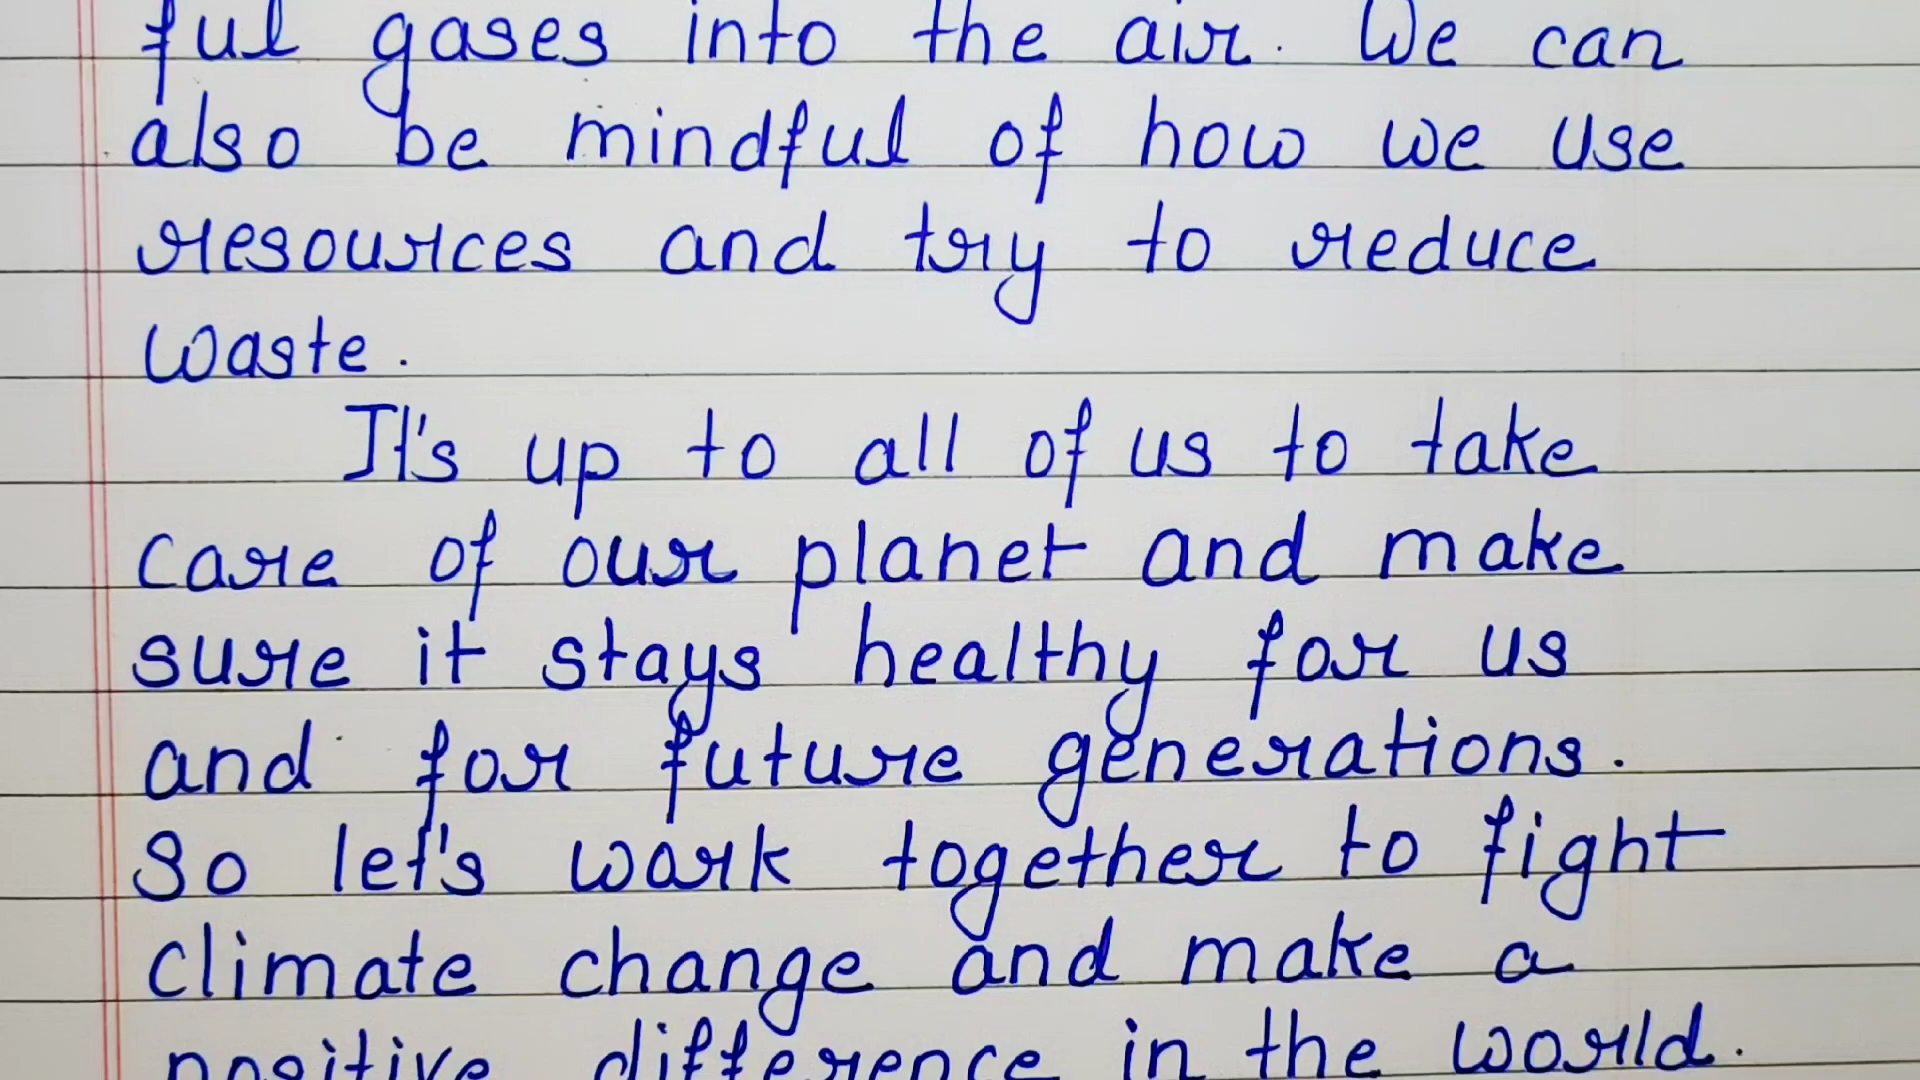 ful gases into the air. We can
also be mindful of how we use
resources and try to reduce
waste.
It's up to all of us to take
care of our planet and make
sure it stays healthy for us
and for future generations.
So let's work together to fight
climate change and make a
positive difference in the world.